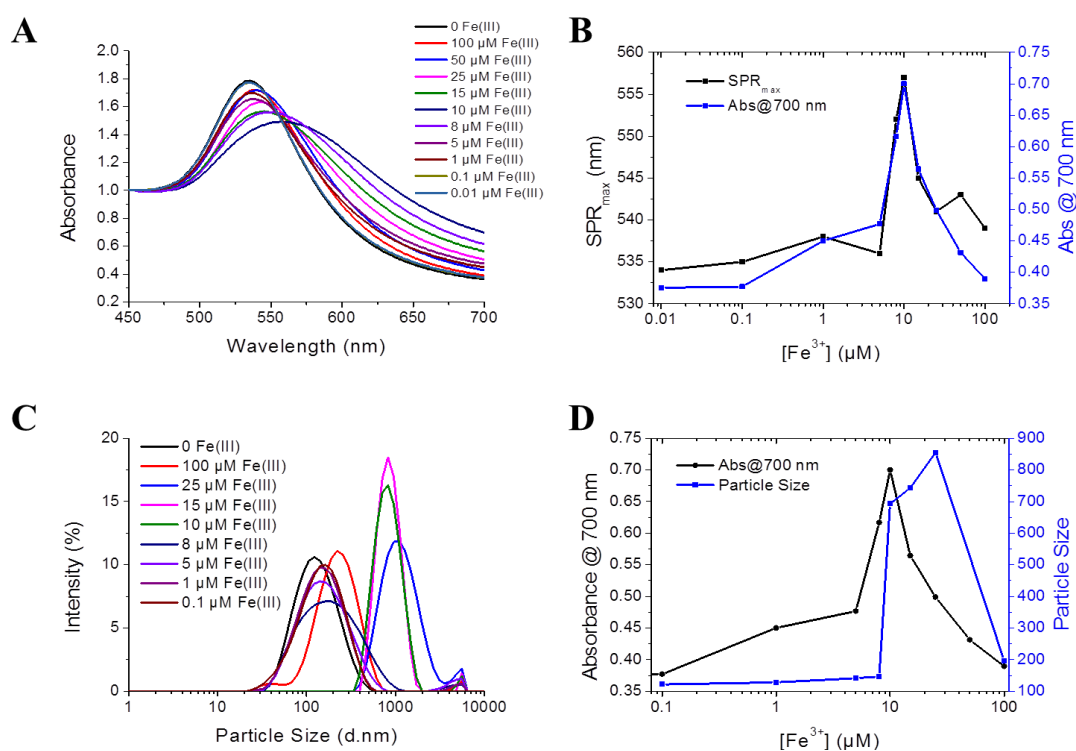 A
0 Fe(III)
100 µM Fe(III)
50 µM Fe(III)
25 µM Fe(III)
15 µM Fe(III)
10 µM Fe(III)
8 µM Fe(III)
5 µM Fe(III)
1 µM Fe(III)
0.1 µM Fe(III)
0.01 µM Fe(III)
2.0
1.8
1.6
1.4
1.2
1.0
0.8
0.6
0.4
0.2
Absorbance
450 500 550 600 650 700
Wavelength (nm)
B
SPRmax
Abs@700 nm
560
555
550
545
540
535
530
SPRmax (nm)
0.75
0.70
0.65
0.60
0.55
0.50
0.45
0.40
0.35
Abs @ 700 nm
0.01 0.1 1 10 100
[Fe³⁺] (µM)
C
0 Fe(III)
100 µM Fe(III)
25 µM Fe(III)
15 µM Fe(III)
10 µM Fe(III)
8 µM Fe(III)
5 µM Fe(III)
1 µM Fe(III)
0.1 µM Fe(III)
20
15
10
5
0
Intensity (%)
1 10 100 1000 10000
Particle Size (d.nm)
D
Abs@700 nm
Particle Size
0.75
0.70
0.65
0.60
0.55
0.50
0.45
0.40
0.35
Absorbance @ 700 nm
900
800
700
600
500
400
300
200
100
Particle Size
0.1 1 10 100
[Fe³⁺] (µM)